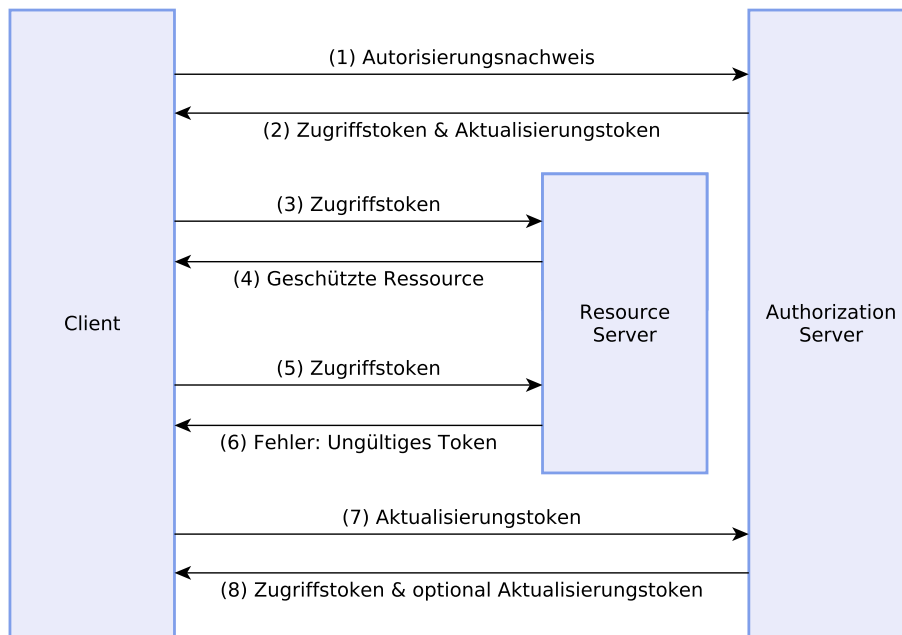 (1) Autorisierungsnachweis
(2) Zugriffstoken & Aktualisierungstoken
(3) Zugriffstoken
(4) Geschützte Ressource
Client
Resource
Server
Authorization
Server
(5) Zugriffstoken
(6) Fehler: Ungültiges Token
(7) Aktualisierungstoken
(8) Zugriffstoken & optional Aktualisierungstoken